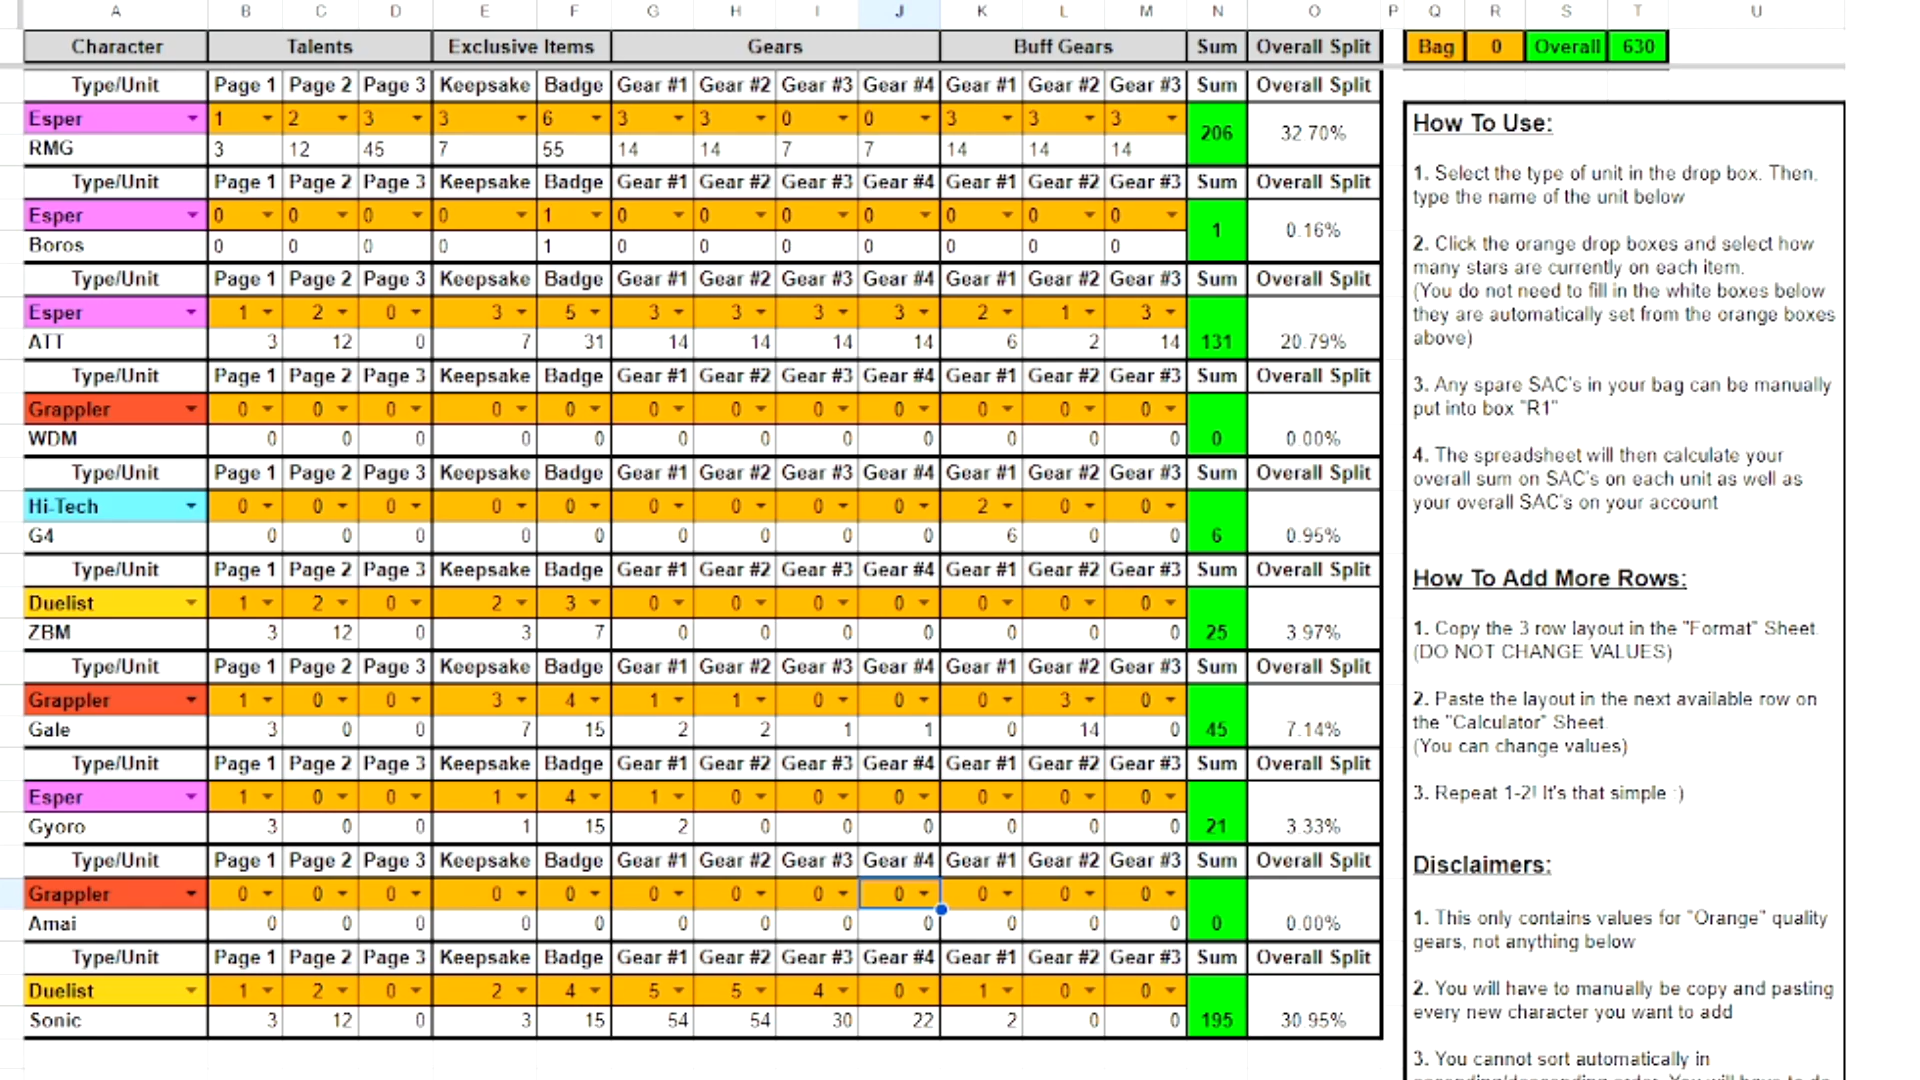 A B C D E F G H I J K L M N O P Q R S T U
Character Talents Exclusive Items Gears Buff Gears Sum Overall Split Bag 0 Overall 630
Type/Unit Page 1 Page 2 Page 3 Keepsake Badge Gear #1 Gear #2 Gear #3 Gear #4 Gear #1 Gear #2 Gear #3 Sum Overall Split
Esper 1 2 3 3 6 3 3 0 0 3 3 3 206 32.70%
RMG 3 12 45 7 55 14 14 7 7 14 14 14
Type/Unit Page 1 Page 2 Page 3 Keepsake Badge Gear #1 Gear #2 Gear #3 Gear #4 Gear #1 Gear #2 Gear #3 Sum Overall Split
Esper 0 0 0 0 1 0 0 0 0 0 0 0 1 0.16%
Boros 0 0 0 0 1 0 0 0 0 0 0 0
Type/Unit Page 1 Page 2 Page 3 Keepsake Badge Gear #1 Gear #2 Gear #3 Gear #4 Gear #1 Gear #2 Gear #3 Sum Overall Split
Esper 1 2 0 3 5 3 3 3 3 2 1 3
ATT 3 12 0 7 31 14 14 14 14 6 2 14 131 20.79%
Type/Unit Page 1 Page 2 Page 3 Keepsake Badge Gear #1 Gear #2 Gear #3 Gear #4 Gear #1 Gear #2 Gear #3 Sum Overall Split
Grappler 0 0 0 0 0 0 0 0 0 0 0 0
WDM 0 0 0 0 0 0 0 0 0 0 0 0 0 0.00%
Type/Unit Page 1 Page 2 Page 3 Keepsake Badge Gear #1 Gear #2 Gear #3 Gear #4 Gear #1 Gear #2 Gear #3 Sum Overall Split
Hi-Tech 0 0 0 0 0 0 0 0 0 2 0 0
G4 0 0 0 0 0 0 0 0 0 6 0 0 6 0.95%
Type/Unit Page 1 Page 2 Page 3 Keepsake Badge Gear #1 Gear #2 Gear #3 Gear #4 Gear #1 Gear #2 Gear #3 Sum Overall Split
Duelist 1 2 0 2 3 0 0 0 0 0 0 0
ZBM 3 12 0 3 7 0 0 0 0 0 0 0 25 3.97%
Type/Unit Page 1 Page 2 Page 3 Keepsake Badge Gear #1 Gear #2 Gear #3 Gear #4 Gear #1 Gear #2 Gear #3 Sum Overall Split
Grappler 1 0 0 3 4 1 1 0 0 0 3 0
Gale 3 0 0 7 15 2 2 1 1 0 14 0 45 7.14%
Type/Unit Page 1 Page 2 Page 3 Keepsake Badge Gear #1 Gear #2 Gear #3 Gear #4 Gear #1 Gear #2 Gear #3 Sum Overall Split
Esper 1 0 0 1 4 1 0 0 0 0 0 0
Gyoro 3 0 0 1 15 2 0 0 0 0 0 0 21 3.33%
Type/Unit Page 1 Page 2 Page 3 Keepsake Badge Gear #1 Gear #2 Gear #3 Gear #4 Gear #1 Gear #2 Gear #3 Sum Overall Split
Grappler 0 0 0 0 0 0 0 0 0 0 0 0
Amai 0 0 0 0 0 0 0 0 0 0 0 0 0 0.00%
Type/Unit Page 1 Page 2 Page 3 Keepsake Badge Gear #1 Gear #2 Gear #3 Gear #4 Gear #1 Gear #2 Gear #3 Sum Overall Split
Duelist 1 2 0 2 4 5 5 4 0 1 0 0
Sonic 3 12 0 3 15 54 54 30 22 2 0 0 195 30.95%
How To Use:
1. Select the type of unit in the drop box. Then,
type the name of the unit below
2. Click the orange drop boxes and select how
many stars are currently on each item.
(You do not need to fill in the white boxes below
they are automatically set from the orange boxes
above)
3. Any spare SAC's in your bag can be manually
put into box "R1"
4. The spreadsheet will then calculate your
overall sum on SAC's on each unit as well as
your overall SAC's on your account
How To Add More Rows:
1. Copy the 3 row layout in the "Format" Sheet.
(DO NOT CHANGE VALUES)
2. Paste the layout in the next available row on
the "Calculator" Sheet
(You can change values)
3. Repeat 1-2! It's that simple :)
Disclaimers:
1. This only contains values for "Orange" quality
gears, not anything below
2. You will have to manually be copy and pasting
every new character you want to add
3. You cannot sort automatically in
ascending/descending order. You will have to do